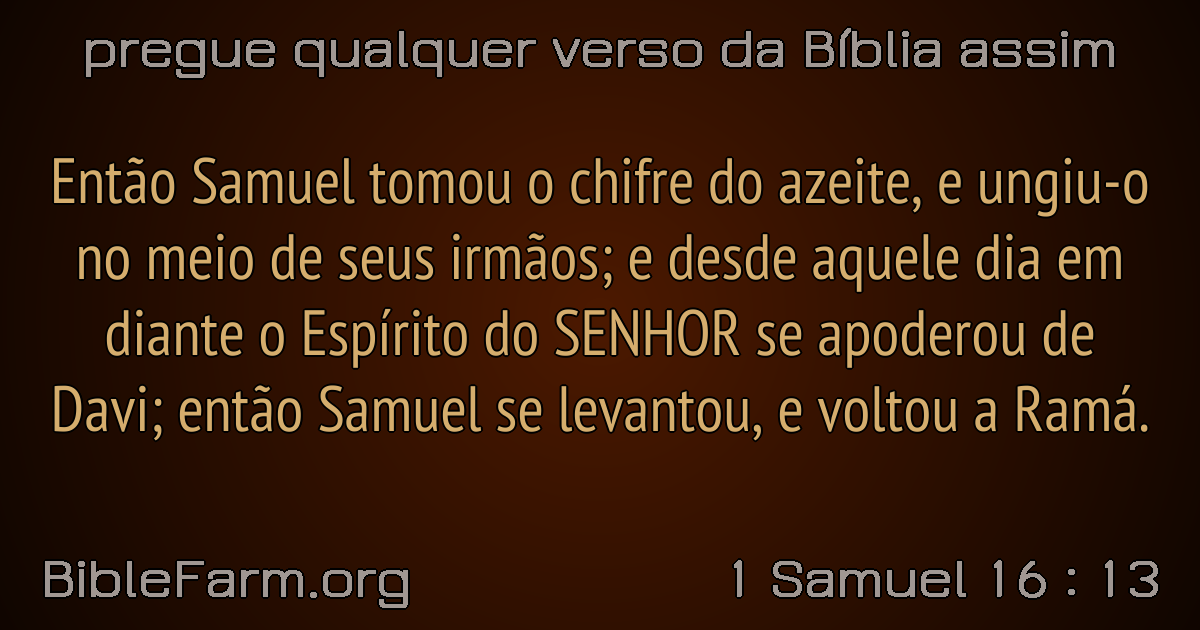 pregue qualquer verso da Bíblia assim
Então Samuel tomou o chifre do azeite, e ungiu-o
no meio de seus irmãos; e desde aquele dia em
diante o Espírito do SENHOR se apoderou de
Davi; então Samuel se levantou, e voltou a Ramá.
BibleFarm.org
1 Samuel 16 : 13